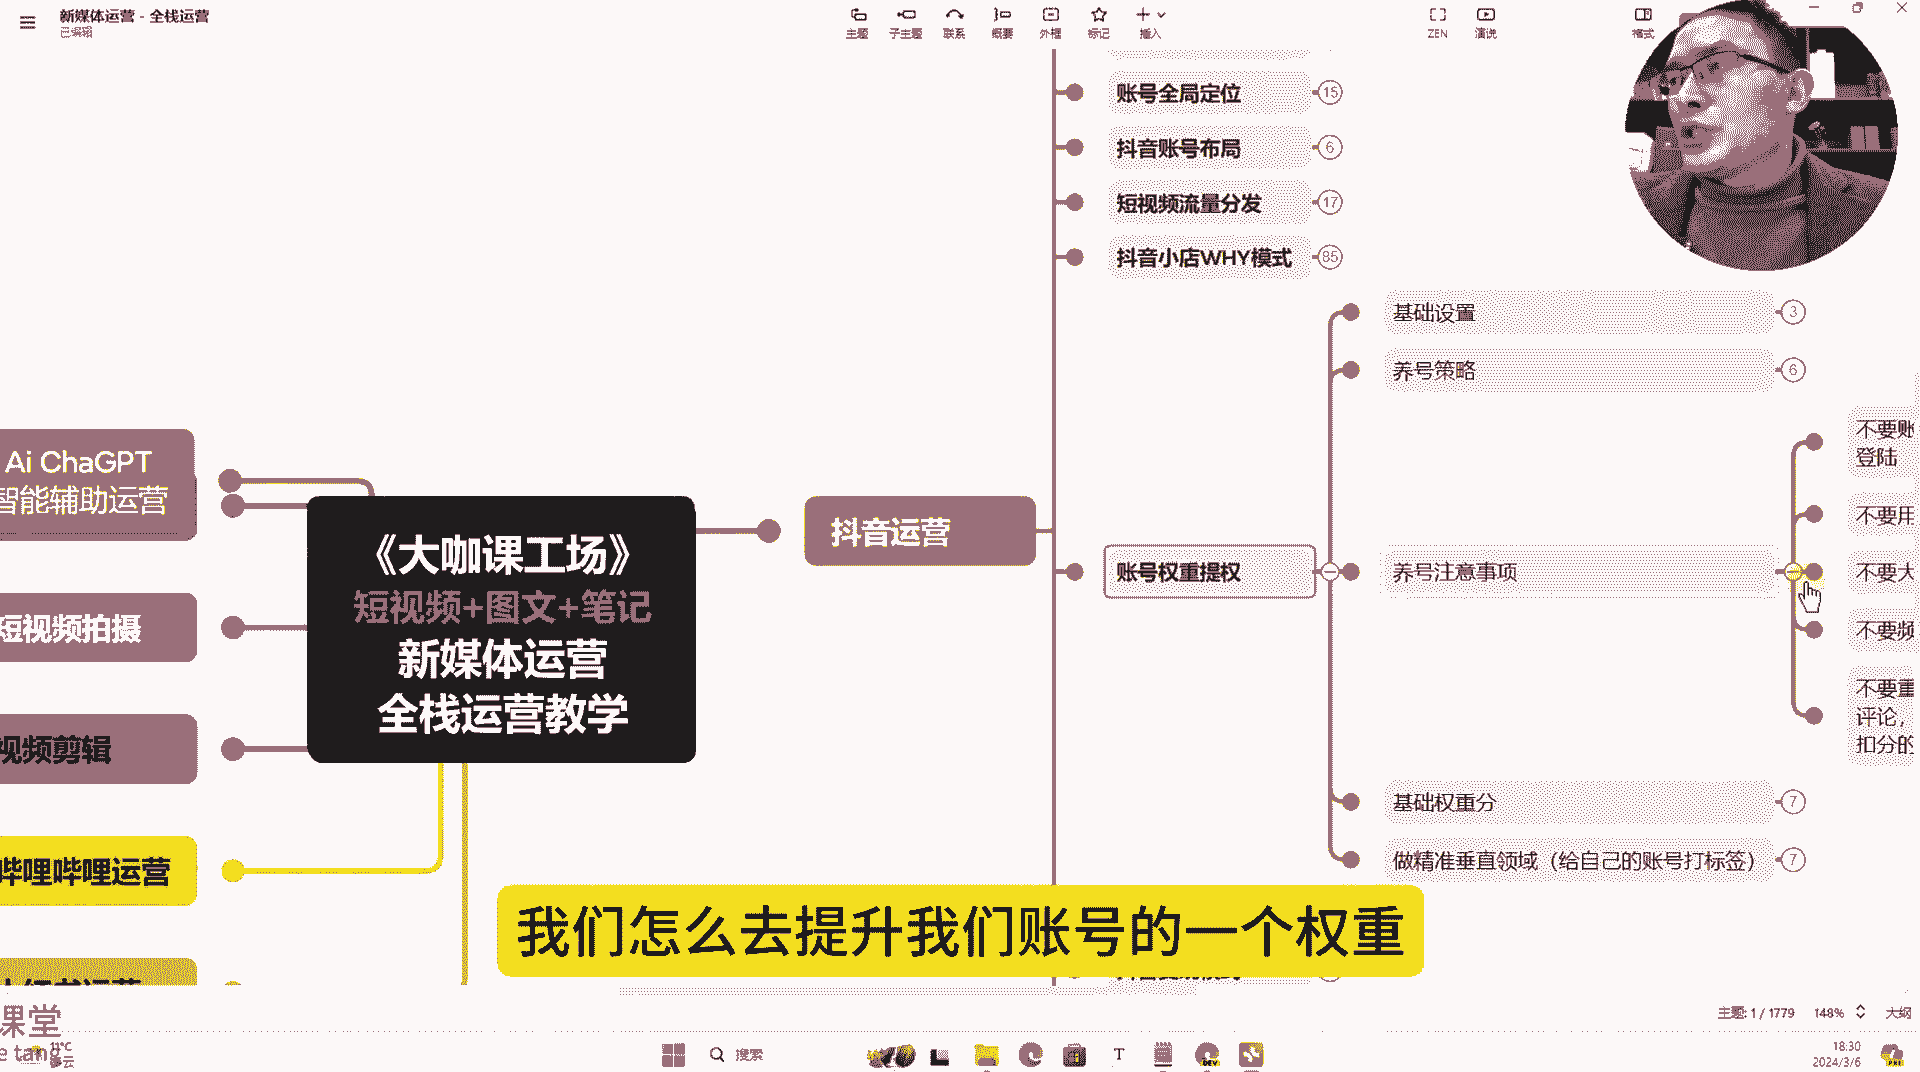 新媒体运营 - 全栈运营
已编辑
主题
子主题
联系
概要
外框
标记
插入
ZEN
演说
格式
账号全局定位
15
抖音账号布局
6
短视频流量分发
17
抖音小店WHY模式
85
基础设置
3
养号策略
6
不要账
登陆
不要用
养号注意事项
不要大
不要频
不要重
评论，
扣分的
账号权重提权
基础权重分
7
做精准垂直领域（给自己的账号打标签）
7
抖音运营
Ai ChaGPT
智能辅助运营
短视频拍摄
视频剪辑
哔哩哔哩运营
《大咖课工场》
短视频+图文+笔记
新媒体运营
全栈运营教学
我们怎么去提升我们账号的一个权重
课堂
主题: 1 / 1779
148%
大纲
11°C
多云
搜索
DEV
18:30
2024/3/6